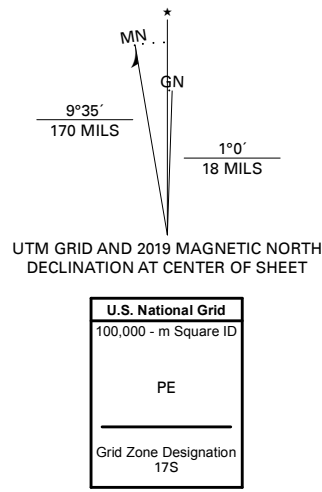 ★
MN
GN
9°35´
170 MILS
1°0´
18 MILS
UTM GRID AND 2019 MAGNETIC NORTH
DECLINATION AT CENTER OF SHEET
U.S. National Grid
100,000 - m Square ID
PE
Grid Zone Designation
17S